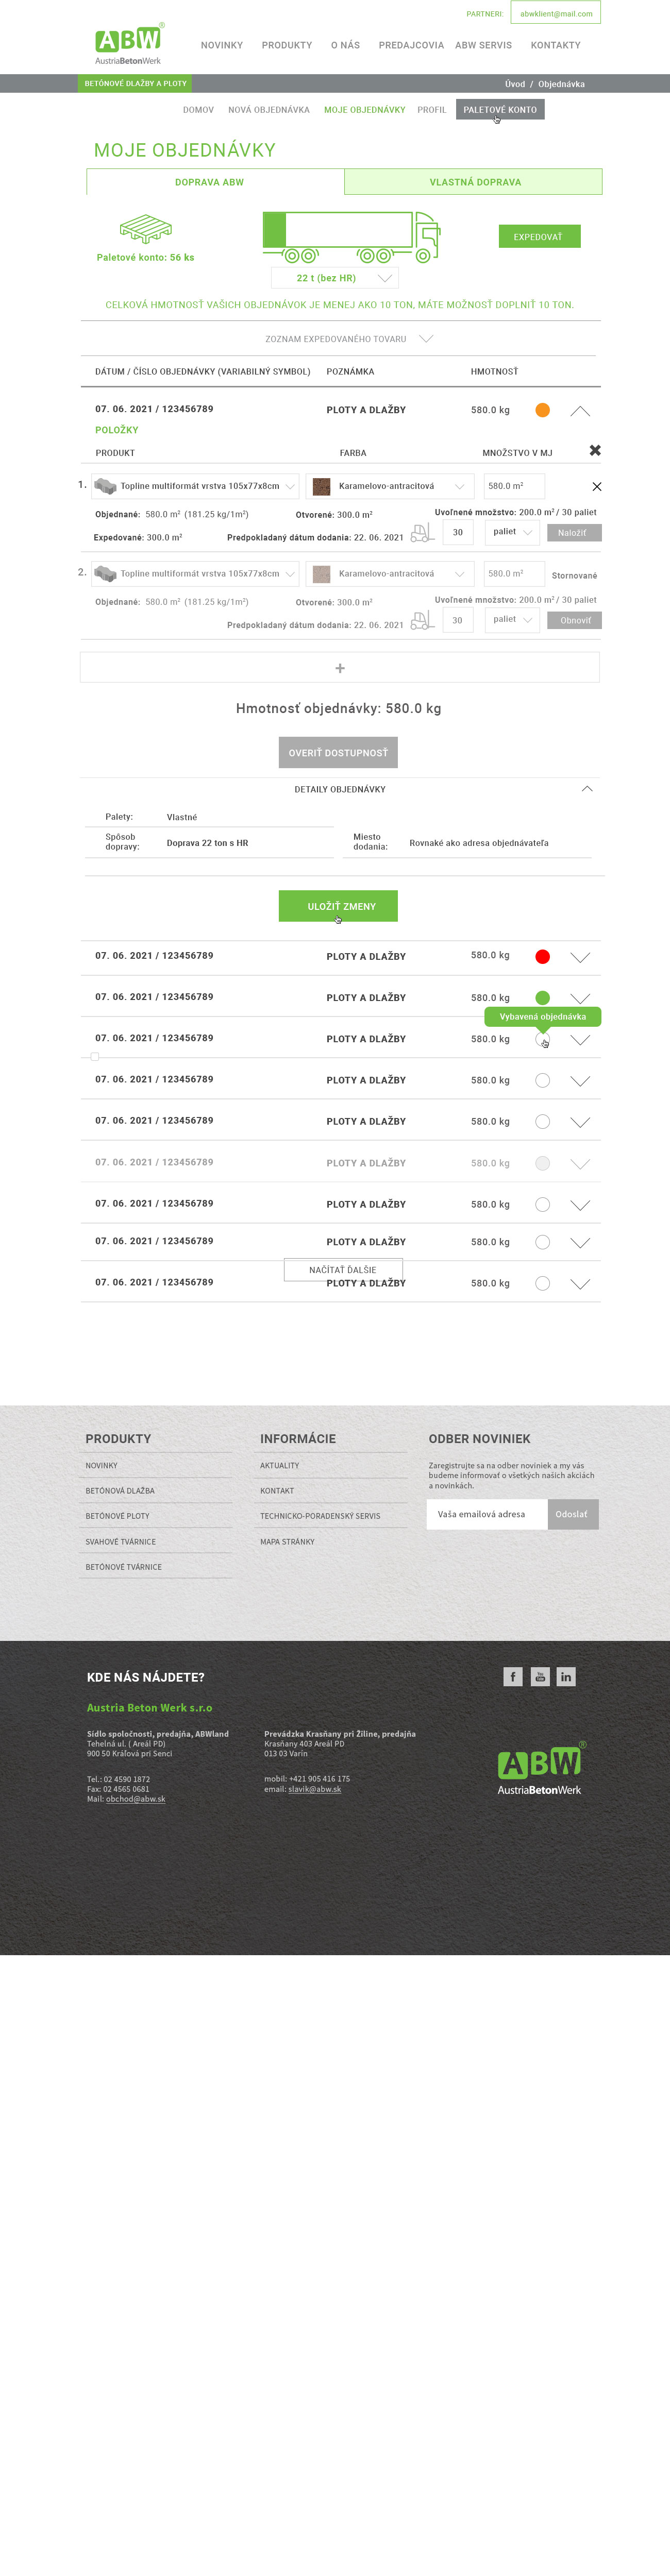 PARTNERI: abwklient@mail.com
ABW®
AustriaBetonWerk
NOVINKY PRODUKTY O NÁS PREDAJCOVIA ABW SERVIS KONTAKTY
BETÓNOVÉ DLAŽBY A PLOTY Úvod / Objednávka
DOMOV NOVÁ OBJEDNÁVKA MOJE OBJEDNÁVKY PROFIL PALETOVÉ KONTO
MOJE OBJEDNÁVKY
DOPRAVA ABW VLASTNÁ DOPRAVA
EXPEDOVAŤ
Paletové konto: 56 ks
22 t (bez HR)
CELKOVÁ HMOTNOSŤ VAŠICH OBJEDNÁVOK JE MENEJ AKO 10 TON, MÁTE MOŽNOSŤ DOPLNIŤ 10 TON.
ZOZNAM EXPEDOVANÉHO TOVARU
DÁTUM / ČÍSLO OBJEDNÁVKY (VARIABILNÝ SYMBOL) POZNÁMKA HMOTNOSŤ
07. 06. 2021 / 123456789 PLOTY A DLAŽBY 580.0 kg
POLOŽKY
PRODUKT FARBA MNOŽSTVO V MJ
1. Topline multiformát vrstva 105x77x8cm Karamelovo-antracitová 580.0 m²
Objednané: 580.0 m² (181.25 kg/1m²) Otvorené: 300.0 m² Uvoľnené množstvo: 200.0 m² / 30 paliet
Expedované: 300.0 m² Predpokladaný dátum dodania: 22. 06. 2021 30 paliet Naložiť
2. Topline multiformát vrstva 105x77x8cm Karamelovo-antracitová 580.0 m² Stornované
Objednané: 580.0 m² (181.25 kg/1m²) Otvorené: 300.0 m² Uvoľnené množstvo: 200.0 m² / 30 paliet
Predpokladaný dátum dodania: 22. 06. 2021 30 paliet Obnoviť
+
Hmotnosť objednávky: 580.0 kg
OVERIŤ DOSTUPNOSŤ
DETAILY OBJEDNÁVKY
Palety: Vlastné
Spôsob dopravy: Doprava 22 ton s HR Miesto dodania: Rovnaké ako adresa objednávateľa
ULOŽIŤ ZMENY
07. 06. 2021 / 123456789 PLOTY A DLAŽBY 580.0 kg
07. 06. 2021 / 123456789 PLOTY A DLAŽBY 580.0 kg
Vybavená objednávka
07. 06. 2021 / 123456789 PLOTY A DLAŽBY 580.0 kg
07. 06. 2021 / 123456789 PLOTY A DLAŽBY 580.0 kg
07. 06. 2021 / 123456789 PLOTY A DLAŽBY 580.0 kg
07. 06. 2021 / 123456789 PLOTY A DLAŽBY 580.0 kg
07. 06. 2021 / 123456789 PLOTY A DLAŽBY 580.0 kg
07. 06. 2021 / 123456789 PLOTY A DLAŽBY 580.0 kg
NAČÍTAŤ ĎALŠIE
07. 06. 2021 / 123456789 PLOTY A DLAŽBY 580.0 kg
PRODUKTY INFORMÁCIE ODBER NOVINIEK
NOVINKY AKTUALITY Zaregistrujte sa na odber noviniek a my vás
budeme informovať o všetkých našich akciách
a novinkách.
BETÓNOVÁ DLAŽBA KONTAKT
BETÓNOVÉ PLOTY TECHNICKO-PORADENSKÝ SERVIS Vaša emailová adresa Odoslať
SVAHOVÉ TVÁRNICE MAPA STRÁNKY
BETÓNOVÉ TVÁRNICE
KDE NÁS NÁJDETE? f You Tube in
Austria Beton Werk s.r.o
Sídlo spoločnosti, predajňa, ABWland
Tehelná ul. ( Areál PD)
900 50 Kráľová pri Senci
Tel.: 02 4590 1872
Fax: 02 4565 0681
Mail: obchod@abw.sk
Prevádzka Krasňany pri Žiline, predajňa
Krasňany 403 Areál PD
013 03 Varín
mobil: +421 905 416 175
email: slavik@abw.sk
ABW®
AustriaBetonWerk